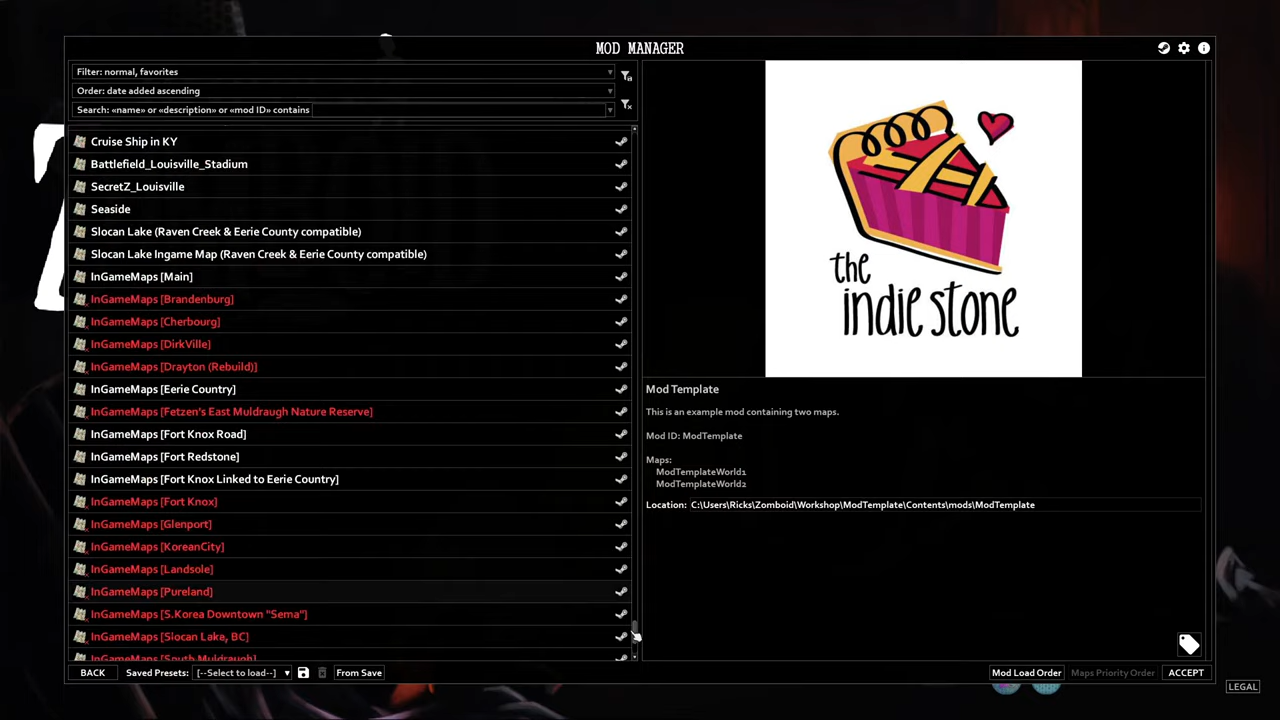 MOD MANAGER
Filter: normal, favorites
Order: date added ascending
Search: «name» or «description» or «mod ID» contains
Cruise Ship in KY
Battlefield_Louisville_Stadium
SecretZ_Louisville
Seaside
Slocan Lake (Raven Creek & Eerie County compatible)
Slocan Lake Ingame Map (Raven Creek & Eerie County compatible)
InGameMaps [Main]
InGameMaps [Brandenburg]
InGameMaps [Cherbourg]
InGameMaps [DirkVille]
InGameMaps [Drayton (Rebuild)]
InGameMaps [Eerie Country]
InGameMaps [Fetzen's East Muldraugh Nature Reserve]
InGameMaps [Fort Knox Road]
InGameMaps [Fort Redstone]
InGameMaps [Fort Knox Linked to Eerie Country]
InGameMaps [Fort Knox]
InGameMaps [Glenport]
InGameMaps [KoreanCity]
InGameMaps [Landsole]
InGameMaps [Pureland]
InGameMaps [S.Korea Downtown "Sema"]
InGameMaps [Slocan Lake, BC]
the
indie stone
Mod Template
This is an example mod containing two maps.
Mod ID: ModTemplate
Maps:
ModTemplateWorld1
ModTemplateWorld2
Location: C:\Users\Ricks\Zomboid\Workshop\ModTemplate\Contents\mods\ModTemplate
BACK
Saved Presets: [--Select to load--]
From Save
Mod Load Order
Maps Priority Order
ACCEPT
LEGAL